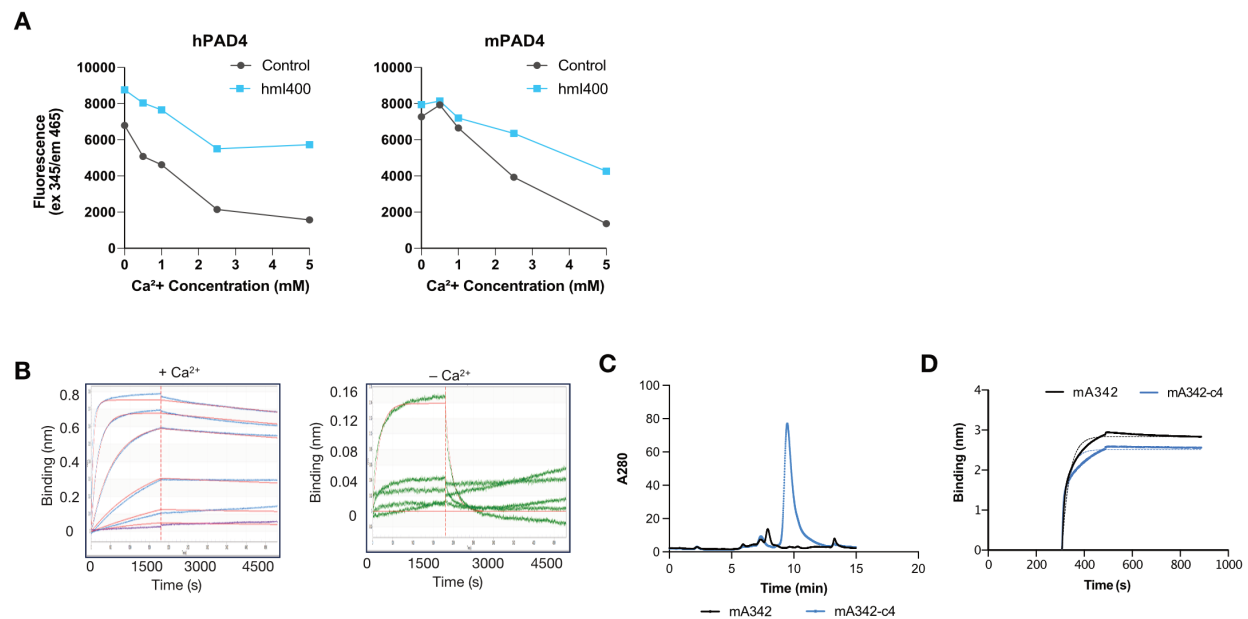 A
hPAD4
mPAD4
Control
hmI400
Control
hmI400
Fluorescence
(ex 345/em 465)
10000
8000
6000
4000
2000
0
10000
8000
6000
4000
2000
0
0 1 2 3 4 5
0 1 2 3 4 5
Ca²+ Concentration (mM)
Ca²+ Concentration (mM)
B
+ Ca²⁺
– Ca²⁺
Binding (nm)
0.8
0.6
0.4
0.2
0
0 1500 3000 4500
Time (s)
Binding (nm)
0.16
0.12
0.08
0.04
0
0 1500 3000 4500
Time (s)
C
A280
100
80
60
40
20
0
0 5 10 15 20
Time (min)
mA342
mA342-c4
D
mA342
mA342-c4
Binding (nm)
4
3
2
1
0
0 200 400 600 800 1000
Time (s)